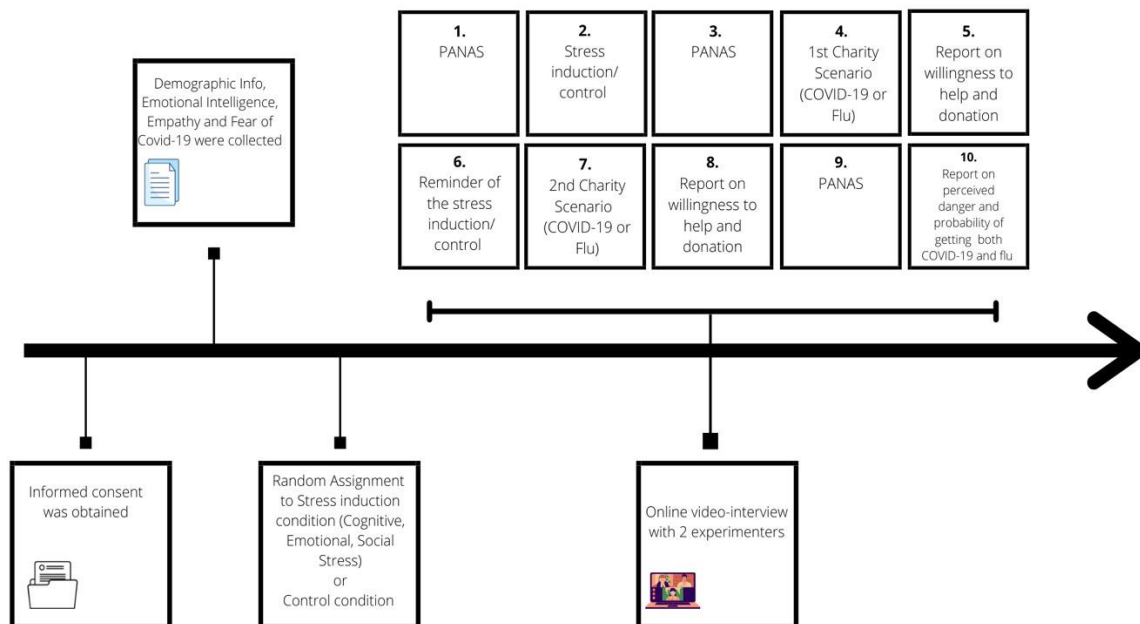 1.
PANAS
2.
Stress
induction/
control
3.
PANAS
4.
1st Charity
Scenario
(COVID-19 or
Flu)
5.
Report on
willingness to
help and
donation
Demographic Info,
Emotional Intelligence,
Empathy and Fear of
Covid-19 were collected
6.
Reminder of
the stress
induction/
control
7.
2nd Charity
Scenario
(COVID-19 or
Flu)
8.
Report on
willingness to
help and
donation
9.
PANAS
10.
Report on
perceived
danger and
probability of
getting both
COVID-19 and flu
Informed consent
was obtained
Random Assignment
to Stress induction
condition (Cognitive,
Emotional, Social
Stress)
or
Control condition
Online video-interview
with 2 experimenters